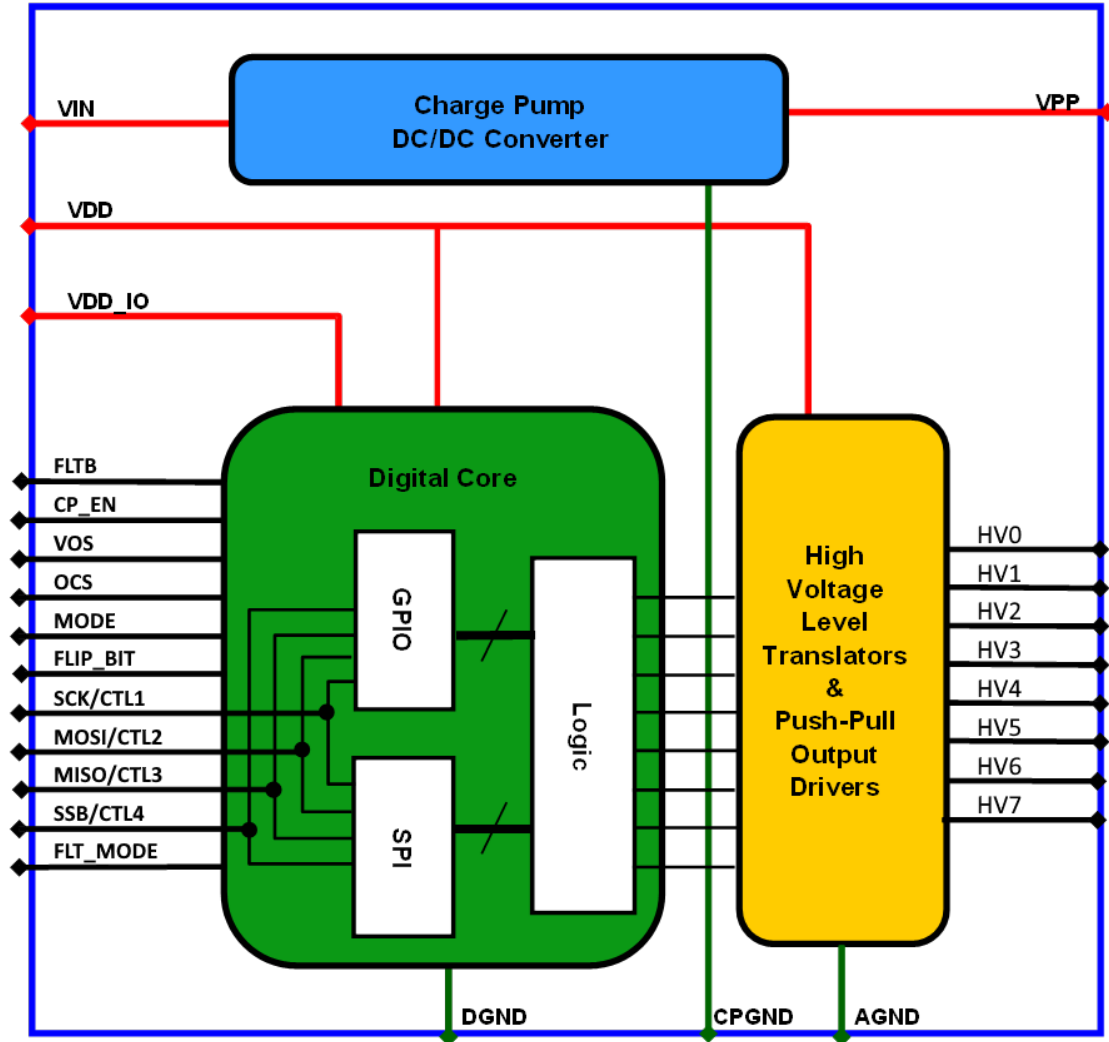 Charge Pump
DC/DC Converter
VIN
VPP
VDD
VDD_IO
FLTB
CP_EN
VOS
OCS
MODE
FLIP_BIT
SCK/CTL1
MOSI/CTL2
MISO/CTL3
SSB/CTL4
FLT_MODE
Digital Core
GPIO
SPI
Logic
High
Voltage
Level
Translators
&
Push-Pull
Output
Drivers
HV0
HV1
HV2
HV3
HV4
HV5
HV6
HV7
DGND
CPGND
AGND